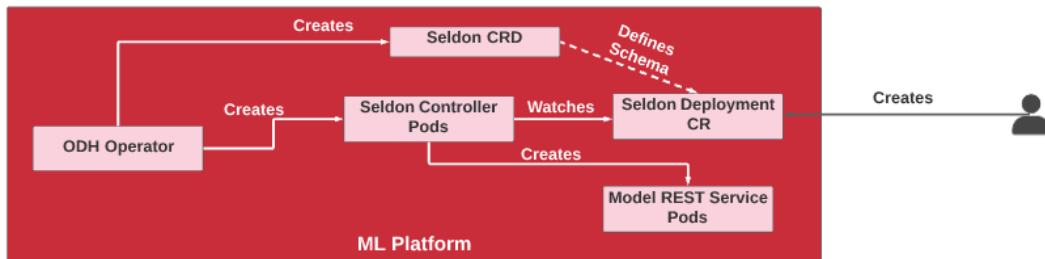 Creates
Seldon CRD
Defines
Schema
Creates
Seldon Controller
Pods
Watches
Seldon Deployment
CR
Creates
ODH Operator
Creates
Model REST Service
Pods
ML Platform